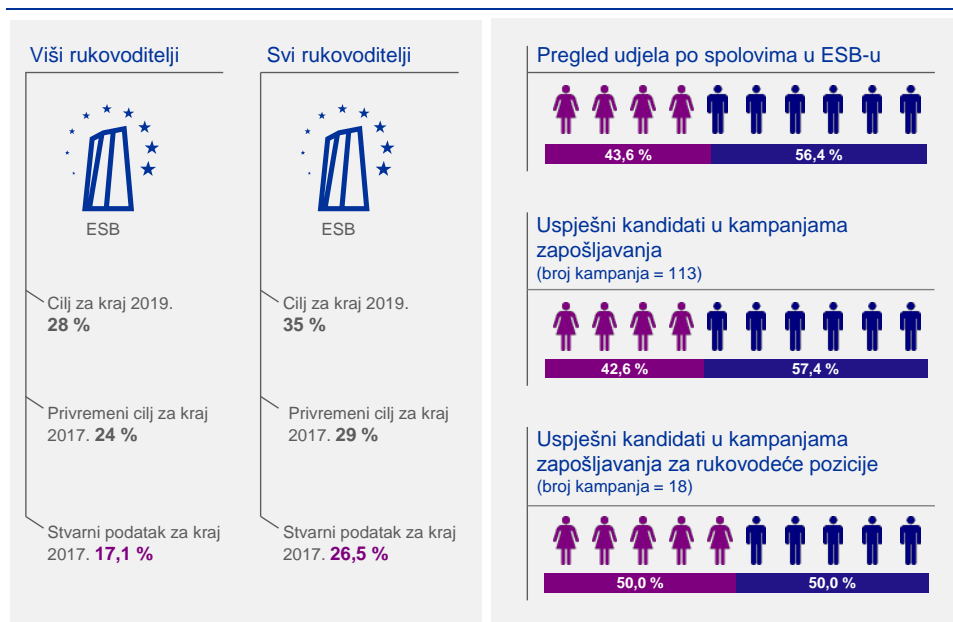 Viši rukovoditelji
ESB
Cilj za kraj 2019.
28 %
Privremeni cilj za kraj
2017. 24 %
Stvarni podatak za kraj
2017. 17,1 %
Svi rukovoditelji
ESB
Cilj za kraj 2019.
35 %
Privremeni cilj za kraj
2017. 29 %
Stvarni podatak za kraj
2017. 26,5 %
Pregled udjela po spolovima u ESB-u
43,6 % 56,4 %
Uspješni kandidati u kampanjama
zapošljavanja
(broj kampanja = 113)
42,6 % 57,4 %
Uspješni kandidati u kampanjama
zapošljavanja za rukovodeće pozicije
(broj kampanja = 18)
50,0 % 50,0 %